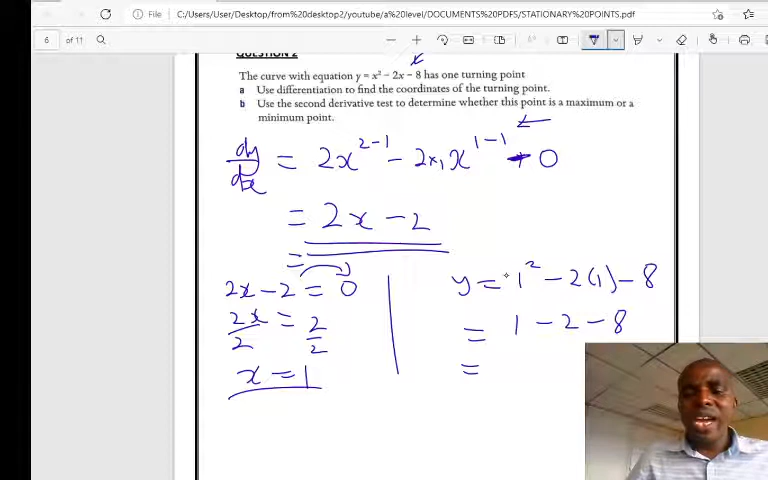 File | C:/Users/User/Desktop/from%20desktop2/youtube/a%20level/DOCUMENTS%20PDFS/STATIONARY%20POINTS.pdf
6 of 11
QUESTION 2
The curve with equation y = x² – 2x – 8 has one turning point
a Use differentiation to find the coordinates of the turning point.
b Use the second derivative test to determine whether this point is a maximum or a
minimum point.
dy/dx = 2x^2-1 - 2×1x^1-1 - 0
= 2x - 2
=
2x - 2 = 0
2x/2 = 2/2
x = 1
y = 1² - 2(1) - 8
= 1 - 2 - 8
=